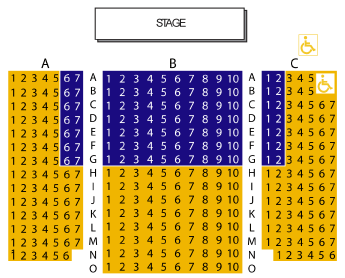 STAGE
A B C
1 2 3 4 5 6 7 A 1 2 3 4 5 6 7 8 9 10 A 1 2 3 4 5
1 2 3 4 5 6 7 B 1 2 3 4 5 6 7 8 9 10 B 1 2 3 4 5
1 2 3 4 5 6 7 C 1 2 3 4 5 6 7 8 9 10 C 1 2 3 4 5 6 7
1 2 3 4 5 6 7 D 1 2 3 4 5 6 7 8 9 10 D 1 2 3 4 5 6 7
1 2 3 4 5 6 7 E 1 2 3 4 5 6 7 8 9 10 E 1 2 3 4 5 6 7
1 2 3 4 5 6 7 F 1 2 3 4 5 6 7 8 9 10 F 1 2 3 4 5 6 7
1 2 3 4 5 6 7 G 1 2 3 4 5 6 7 8 9 10 G 1 2 3 4 5 6 7
1 2 3 4 5 6 7 H 1 2 3 4 5 6 7 8 9 10 H 1 2 3 4 5 6 7
1 2 3 4 5 6 7 I 1 2 3 4 5 6 7 8 9 10 I 1 2 3 4 5 6 7
1 2 3 4 5 6 7 J 1 2 3 4 5 6 7 8 9 10 J 1 2 3 4 5 6 7
1 2 3 4 5 6 7 K 1 2 3 4 5 6 7 8 9 10 K 1 2 3 4 5 6 7
1 2 3 4 5 6 7 L 1 2 3 4 5 6 7 8 9 10 L 1 2 3 4 5 6 7
1 2 3 4 5 6 7 M 1 2 3 4 5 6 7 8 9 10 M 1 2 3 4 5 6 7
1 2 3 4 5 6 N 1 2 3 4 5 6 7 8 9 10 N 1 2 3 4 5 6
O 1 2 3 4 5 6 7 8 9 10 O